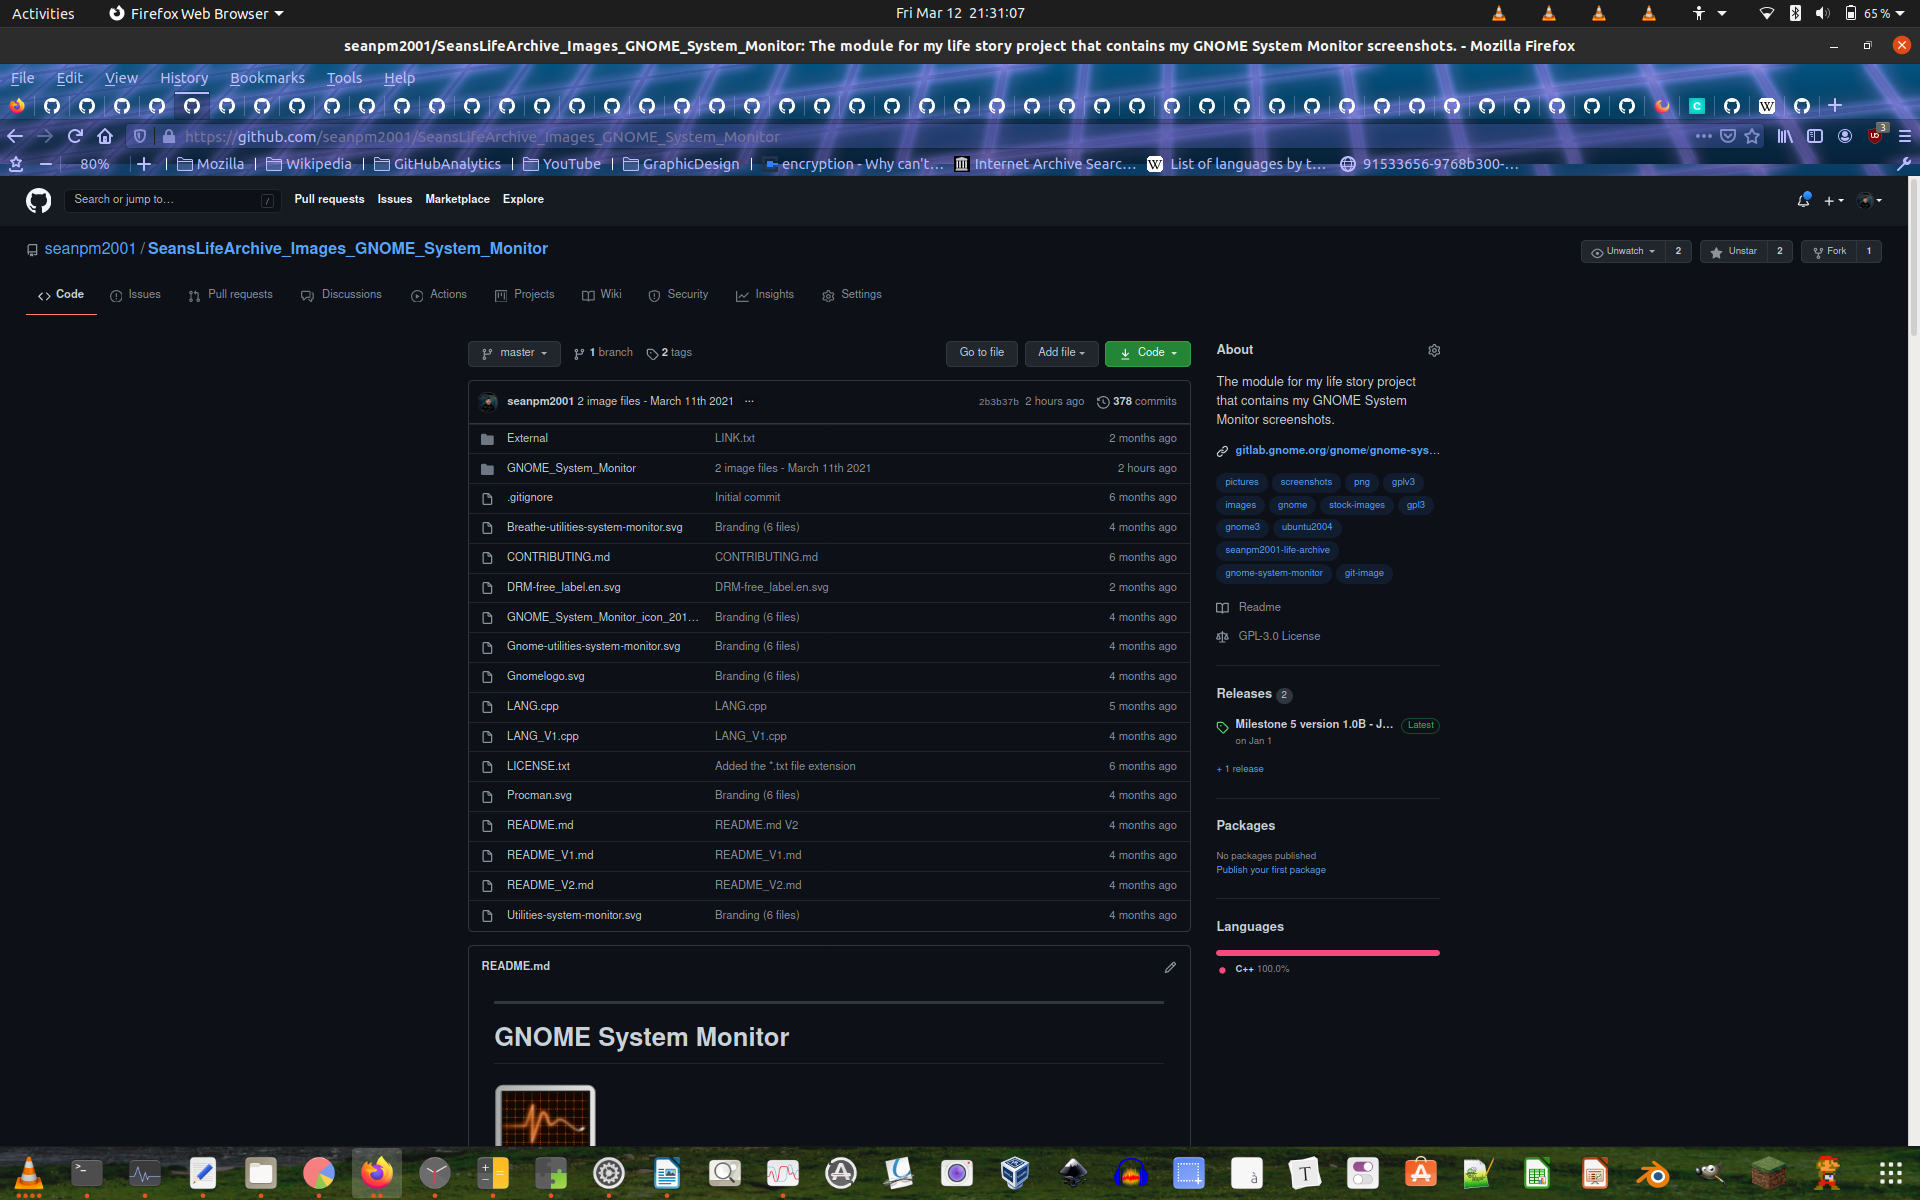 Activities
Firefox Web Browser
Fri Mar 12 21:31:07
65 %
seanpm2001/SeansLifeArchive_Images_GNOME_System_Monitor: The module for my life story project that contains my GNOME System Monitor screenshots. - Mozilla Firefox
File Edit View History Bookmarks Tools Help
https://github.com/seanpm2001/SeansLifeArchive_Images_GNOME_System_Monitor
3
80% Mozilla Wikipedia GitHubAnalytics YouTube GraphicDesign encryption - Why can't… Internet Archive Searc… List of languages by t… 91533656-9768b300-…
Search or jump to… / Pull requests Issues Marketplace Explore
seanpm2001 / SeansLifeArchive_Images_GNOME_System_Monitor
Unwatch 2 Unstar 2 Fork 1
Code Issues Pull requests Discussions Actions Projects Wiki Security Insights Settings
master 1 branch 2 tags Go to file Add file Code
seanpm2001 2 image files - March 11th 2021 ... 2b3b37b 2 hours ago 378 commits
External LINK.txt 2 months ago
GNOME_System_Monitor 2 image files - March 11th 2021 2 hours ago
.gitignore Initial commit 6 months ago
Breathe-utilities-system-monitor.svg Branding (6 files) 4 months ago
CONTRIBUTING.md CONTRIBUTING.md 6 months ago
DRM-free_label.en.svg DRM-free_label.en.svg 2 months ago
GNOME_System_Monitor_icon_201… Branding (6 files) 4 months ago
Gnome-utilities-system-monitor.svg Branding (6 files) 4 months ago
Gnomelogo.svg Branding (6 files) 4 months ago
LANG.cpp LANG.cpp 5 months ago
LANG_V1.cpp LANG_V1.cpp 4 months ago
LICENSE.txt Added the *.txt file extension 6 months ago
Procman.svg Branding (6 files) 4 months ago
README.md README.md V2 4 months ago
README_V1.md README_V1.md 4 months ago
README_V2.md README_V2.md 4 months ago
Utilities-system-monitor.svg Branding (6 files) 4 months ago
README.md
GNOME System Monitor
About
The module for my life story project
that contains my GNOME System
Monitor screenshots.
gitlab.gnome.org/gnome/gnome-sys…
pictures screenshots png gplv3
images gnome stock-images gpl3
gnome3 ubuntu2004
seanpm2001-life-archive
gnome-system-monitor git-image
Readme
GPL-3.0 License
Releases 2
Milestone 5 version 1.0B - J… Latest
on Jan 1
+ 1 release
Packages
No packages published
Publish your first package
Languages
C++ 100.0%